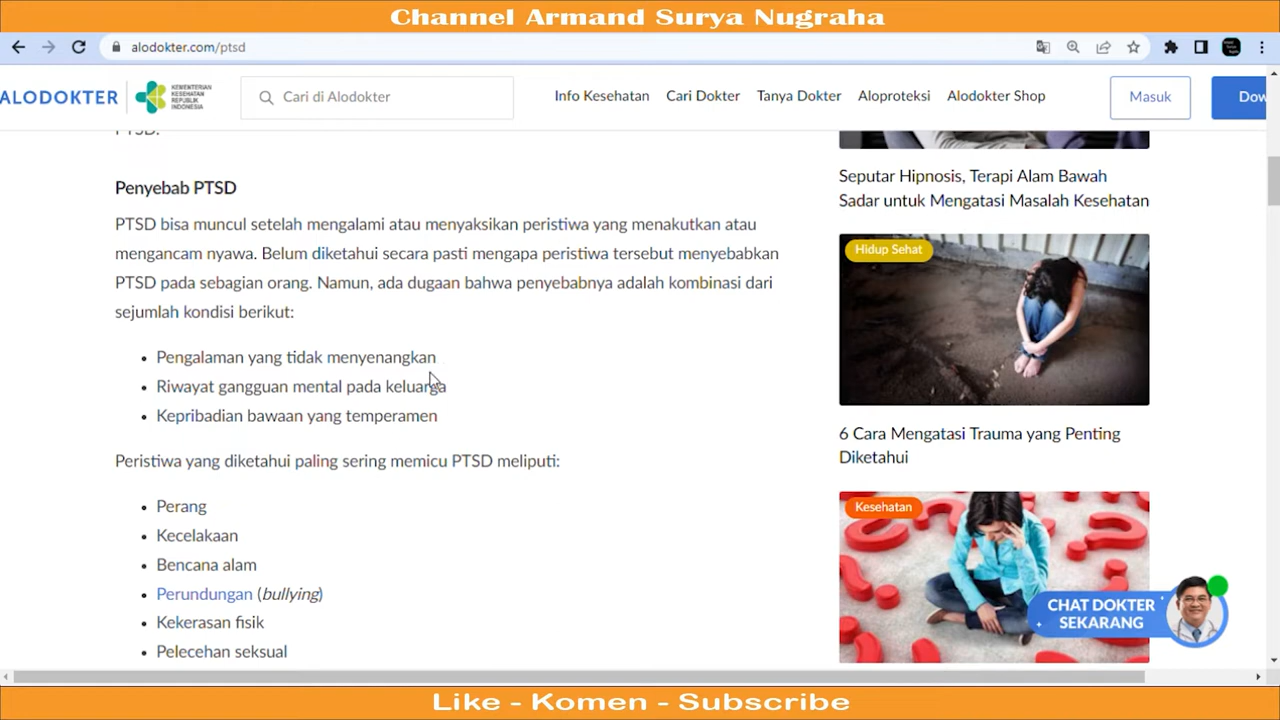 Channel Armand Surya Nugraha
alodokter.com/ptsd
ALODOKTER
KEMENTERIAN
KESEHATAN
REPUBLIK
INDONESIA
Cari di Alodokter
Info Kesehatan
Cari Dokter
Tanya Dokter
Aloproteksi
Alodokter Shop
Masuk
Dow
PTSD.
Penyebab PTSD
PTSD bisa muncul setelah mengalami atau menyaksikan peristiwa yang menakutkan atau
mengancam nyawa. Belum diketahui secara pasti mengapa peristiwa tersebut menyebabkan
PTSD pada sebagian orang. Namun, ada dugaan bahwa penyebabnya adalah kombinasi dari
sejumlah kondisi berikut:
• Pengalaman yang tidak menyenangkan
• Riwayat gangguan mental pada keluarga
• Kepribadian bawaan yang temperamen
Peristiwa yang diketahui paling sering memicu PTSD meliputi:
• Perang
• Kecelakaan
• Bencana alam
• Perundungan (bullying)
• Kekerasan fisik
• Pelecehan seksual
Seputar Hipnosis, Terapi Alam Bawah
Sadar untuk Mengatasi Masalah Kesehatan
Hidup Sehat
6 Cara Mengatasi Trauma yang Penting
Diketahui
Kesehatan
CHAT DOKTER
SEKARANG
Like - Komen - Subscribe